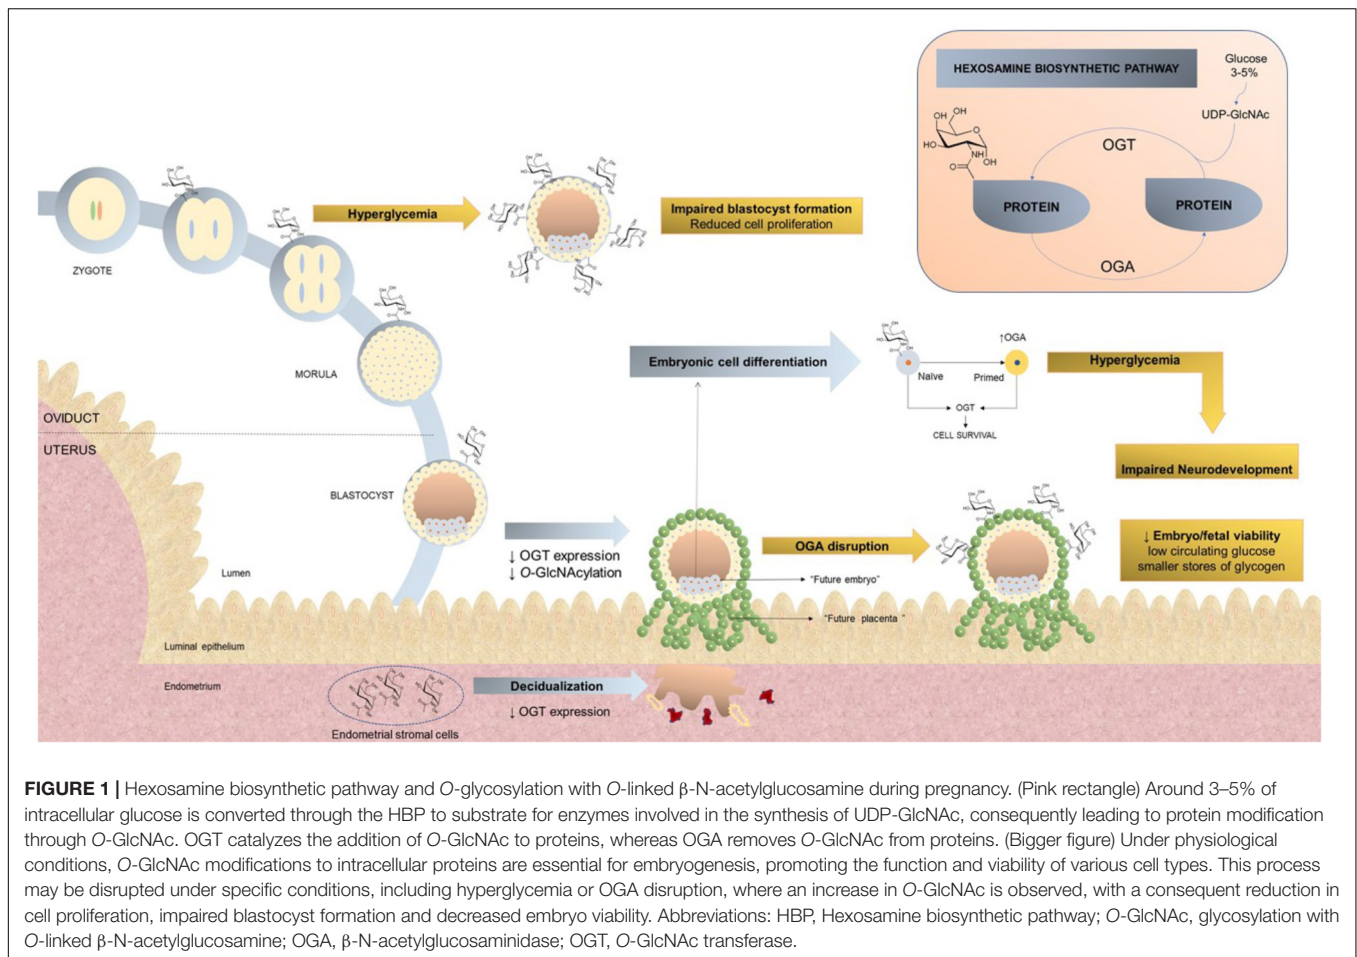 HEXOSAMINE BIOSYNTHETIC PATHWAY
Glucose
3-5%
UDP-GlcNAc
OGT
PROTEIN
PROTEIN
OGA
ZYGOTE
Hyperglycemia
Impaired blastocyst formation
Reduced cell proliferation
MORULA
OVIDUCT
UTERUS
BLASTOCYST
Embryonic cell differentiation
↑OGA
Naïve
Primed
OGT
CELL SURVIVAL
Hyperglycemia
Impaired Neurodevelopment
↓ OGT expression
↓ O-GlcNAcylation
OGA disruption
↓ Embryo/fetal viability
low circulating glucose
smaller stores of glycogen
"Future embryo"
"Future placenta "
Lumen
Luminal epithelium
Endometrium
Endometrial stromal cells
Decidualization
↓ OGT expression
FIGURE 1 | Hexosamine biosynthetic pathway and O-glycosylation with O-linked β-N-acetylglucosamine during pregnancy. (Pink rectangle) Around 3–5% of
intracellular glucose is converted through the HBP to substrate for enzymes involved in the synthesis of UDP-GlcNAc, consequently leading to protein modification
through O-GlcNAc. OGT catalyzes the addition of O-GlcNAc to proteins, whereas OGA removes O-GlcNAc from proteins. (Bigger figure) Under physiological
conditions, O-GlcNAc modifications to intracellular proteins are essential for embryogenesis, promoting the function and viability of various cell types. This process
may be disrupted under specific conditions, including hyperglycemia or OGA disruption, where an increase in O-GlcNAc is observed, with a consequent reduction in
cell proliferation, impaired blastocyst formation and decreased embryo viability. Abbreviations: HBP, Hexosamine biosynthetic pathway; O-GlcNAc, glycosylation with
O-linked β-N-acetylglucosamine; OGA, β-N-acetylglucosaminidase; OGT, O-GlcNAc transferase.